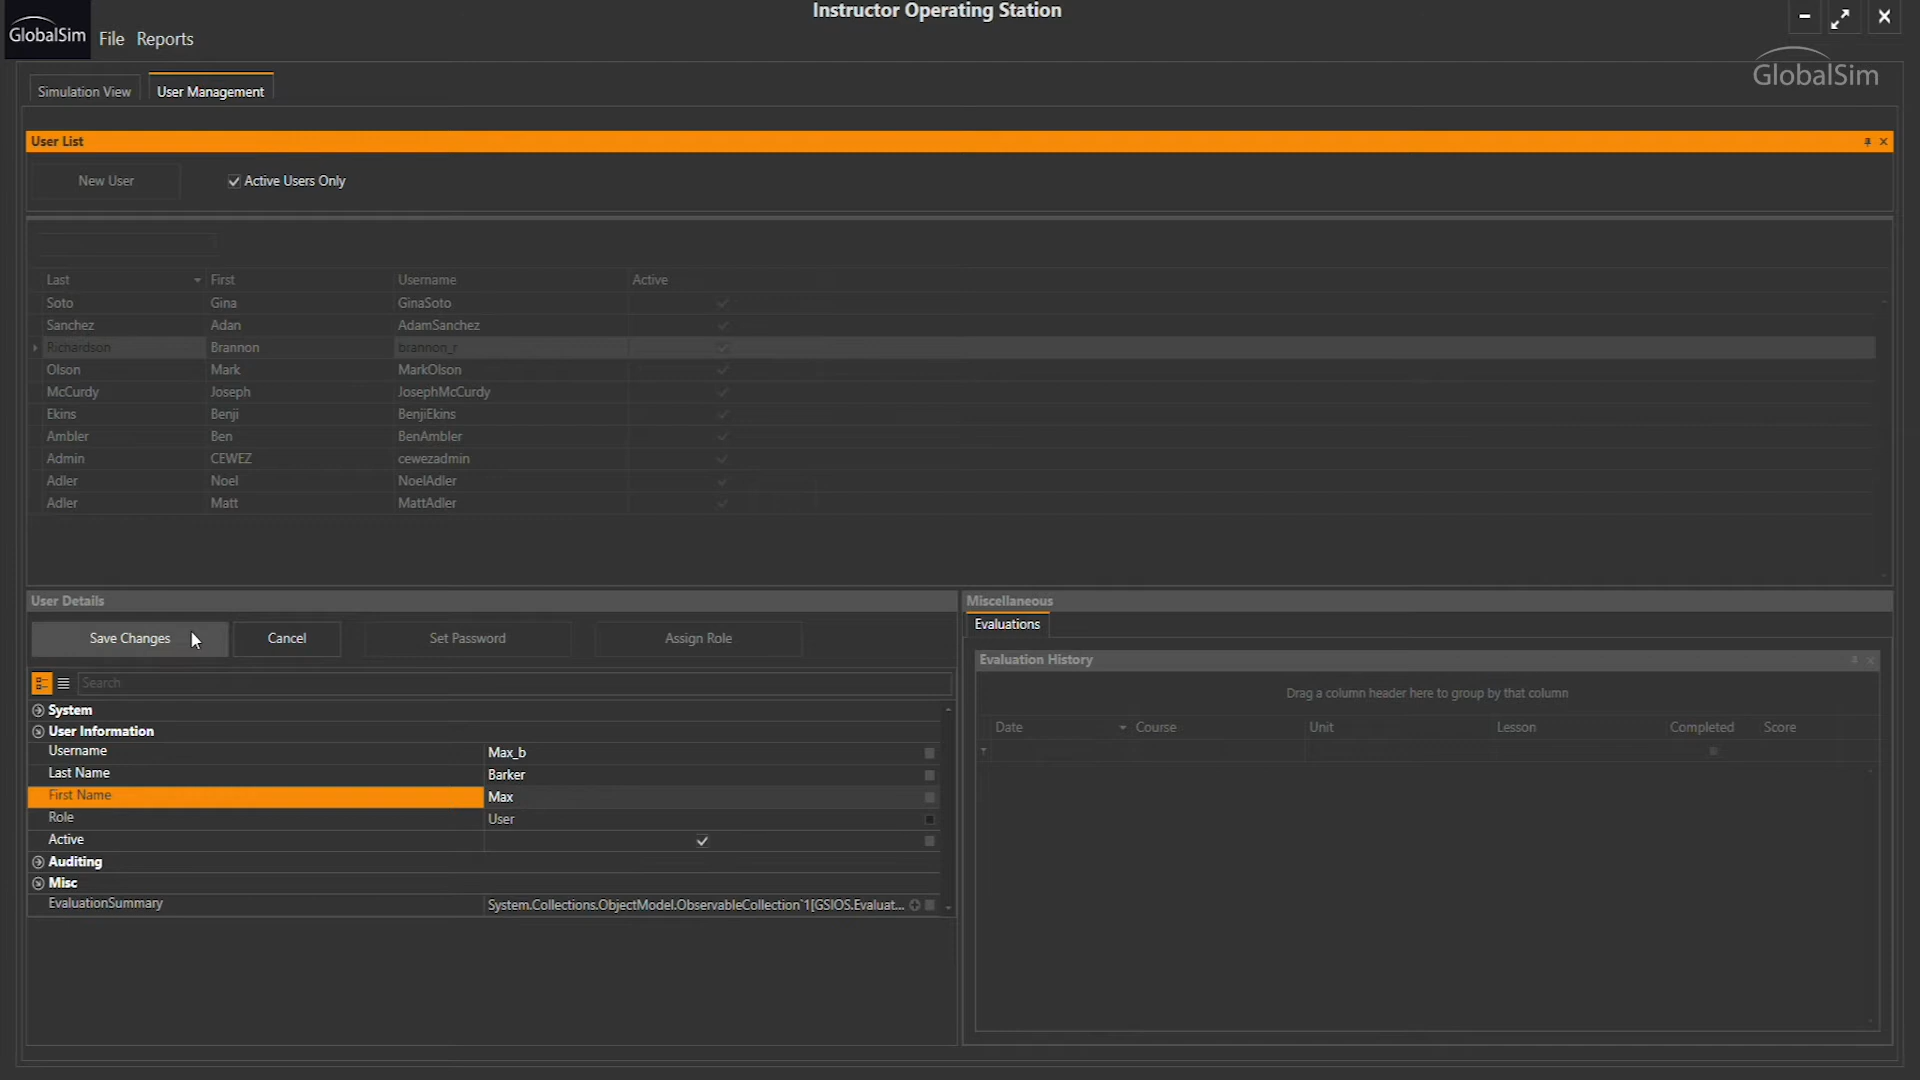 Instructor Operating Station
GlobalSim File Reports
GlobalSim
Simulation View User Management
User List
New User Active Users Only
Last First Username Active
Soto Gina GinaSoto
Sanchez Adan AdamSanchez
Richardson Brannon brannon_r
Olson Mark MarkOlson
McCurdy Joseph JosephMcCurdy
Ekins Benji BenjiEkins
Ambler Ben BenAmbler
Admin CEWEZ cewezadmin
Adler Noel NoelAdler
Adler Matt MattAdler
User Details
Save Changes Cancel Set Password Assign Role
Search
System
User Information
Username Max_b
Last Name Barker
First Name Max
Role User
Active
Auditing
Misc
EvaluationSummary System.Collections.ObjectModel.ObservableCollection`1[GSIOS.Evaluat...
Miscellaneous
Evaluations
Evaluation History
Drag a column header here to group by that column
Date Course Unit Lesson Completed Score